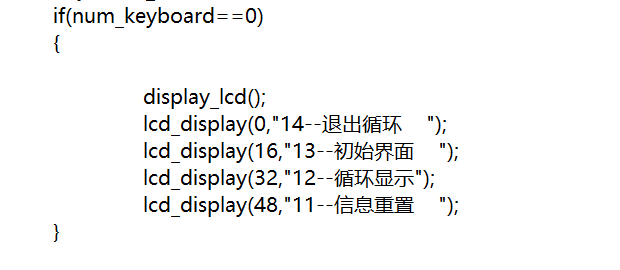 if(num_keyboard==0)
{
display_lcd();
lcd_display(0,"14--退出循环    ");
lcd_display(16,"13--初始界面    ");
lcd_display(32,"12--循环显示");
lcd_display(48,"11--信息重置    ");
}